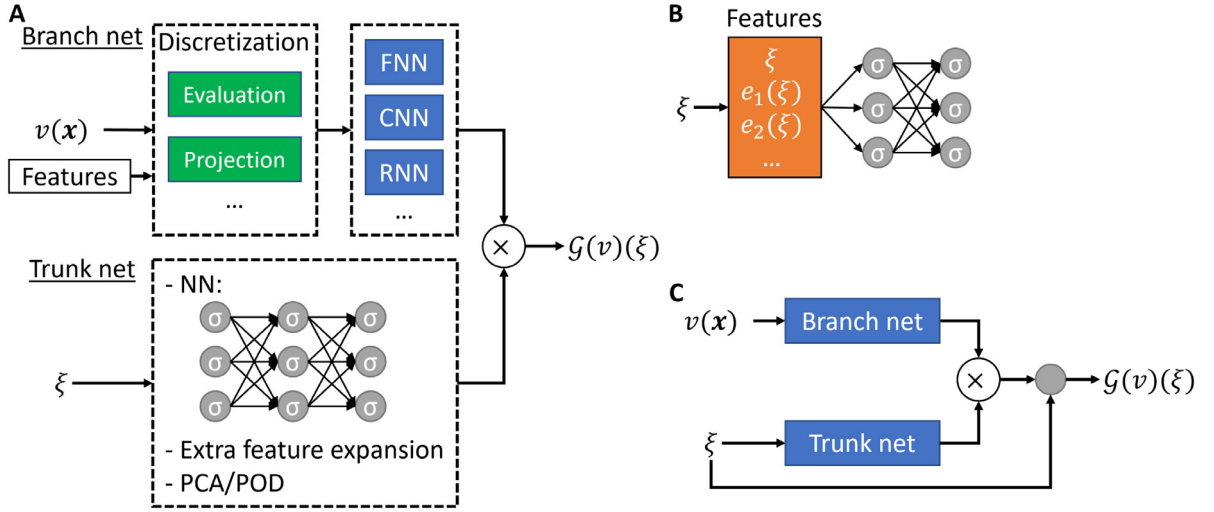 A
Branch net
Discretization
Evaluation
Projection
...
v(x)
Features
FNN
CNN
RNN
...
×
𝒢(v)(ξ)
Trunk net
- NN:
σ σ σ
σ σ σ
σ σ σ
ξ
- Extra feature expansion
- PCA/POD
B
Features
ξ
ξ
e₁(ξ)
e₂(ξ)
...
σ σ
σ σ
σ σ
C
v(x)
Branch net
×
𝒢(v)(ξ)
ξ
Trunk net